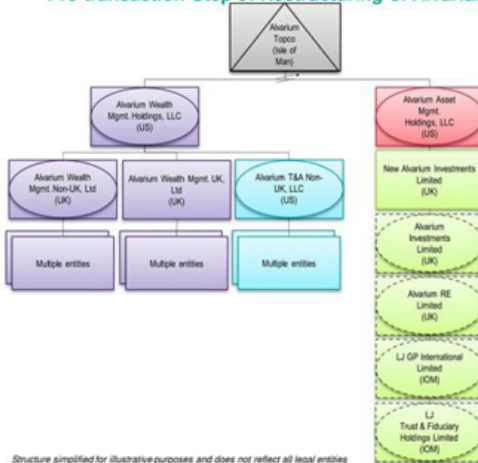 Alvarium
Topco
(Isle of
Man)
Alvarium Wealth
Mgmt. Holdings, LLC
(US)
Alvarium Asset
Mgmt.
Holdings, LLC
(US)
Alvarium Wealth
Mgmt. Non-UK, Ltd
(UK)
Alvarium Wealth Mgmt. UK,
Ltd
(UK)
Alvarium T&A Non-
UK, LLC
(US)
New Alvarium Investments
Limited
(UK)
Multiple entities
Multiple entities
Multiple entities
Alvarium
Investments
Limited
(UK)
Alvarium RE
Limited
(UK)
LJ GP International
Limited
(IOM)
LJ
Trust & Fiduciary
Holdings Limited
(IOM)
Structure simplified for illustrative purposes and does not reflect all legal entities